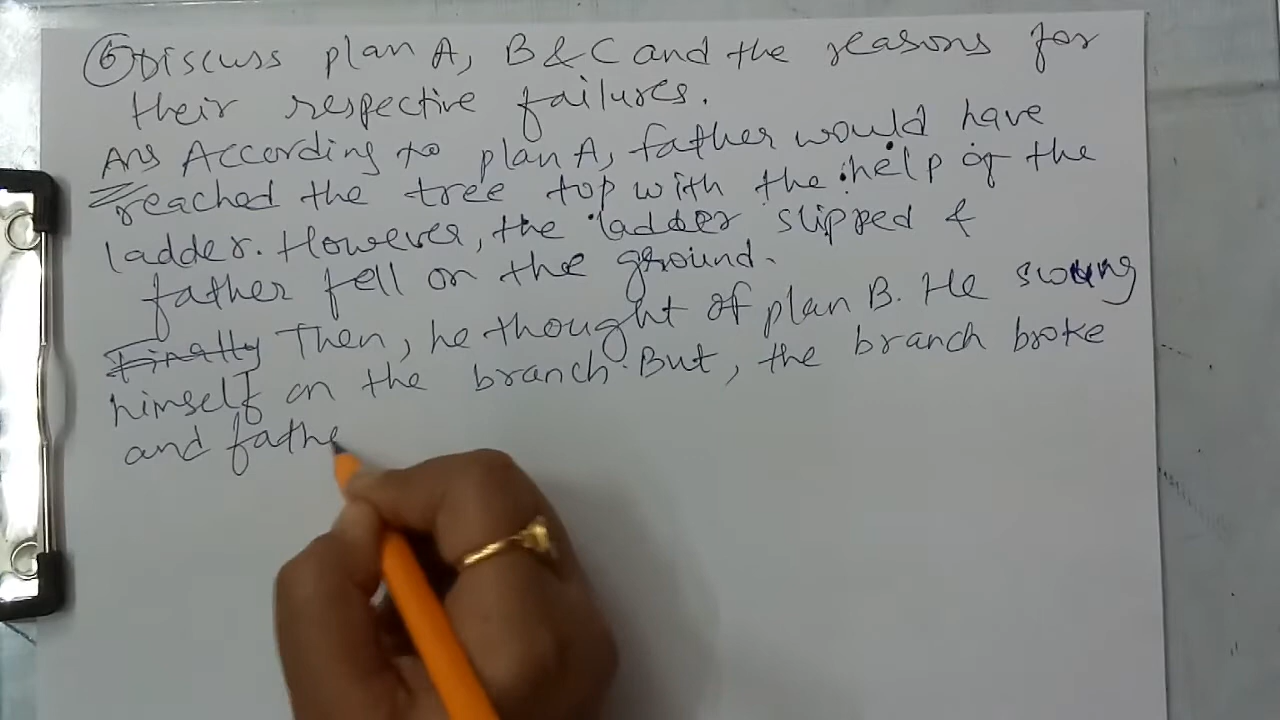 ⑥ Discuss plan A, B & C and the reasons for
their respective failures.
Ans According to plan A, father would have
reached the tree top with the help of the
ladder. However, the ladder slipped &
father fell on the ground.
Finally Then, he thought of plan B. He swung
himself on the branch. But, the branch broke
and fathe